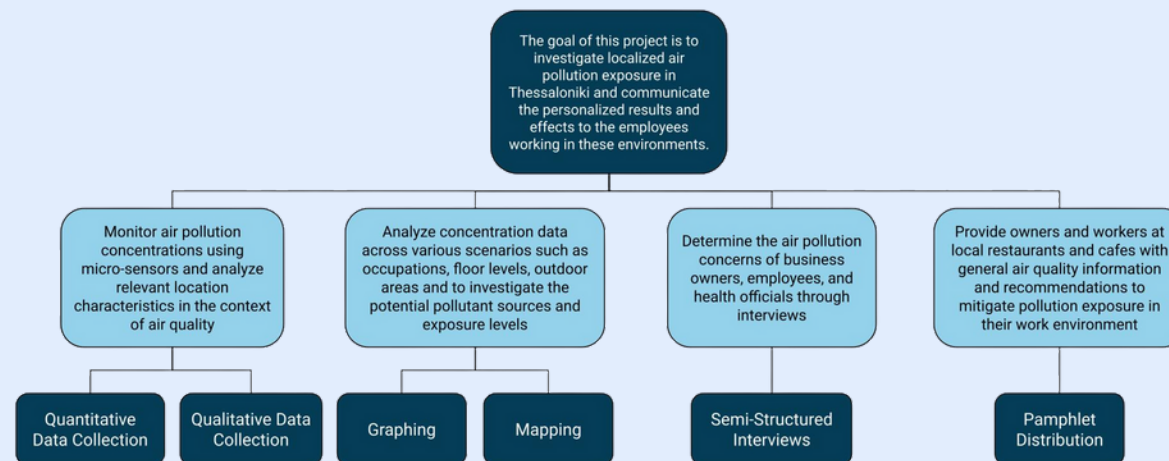 The goal of this project is to
investigate localized air
pollution exposure in
Thessaloniki and communicate
the personalized results and
effects to the employees
working in these environments.
Monitor air pollution
concentrations using
micro-sensors and analyze
relevant location
characteristics in the context
of air quality
Analyze concentration data
across various scenarios such as
occupations, floor levels, outdoor
areas and to investigate the
potential pollutant sources and
exposure levels
Determine the air pollution
concerns of business
owners, employees, and
health officials through
interviews
Provide owners and workers at
local restaurants and cafes with
general air quality information
and recommendations to
mitigate pollution exposure in
their work environment
Quantitative
Data Collection
Qualitative Data
Collection
Graphing
Mapping
Semi-Structured
Interviews
Pamphlet
Distribution